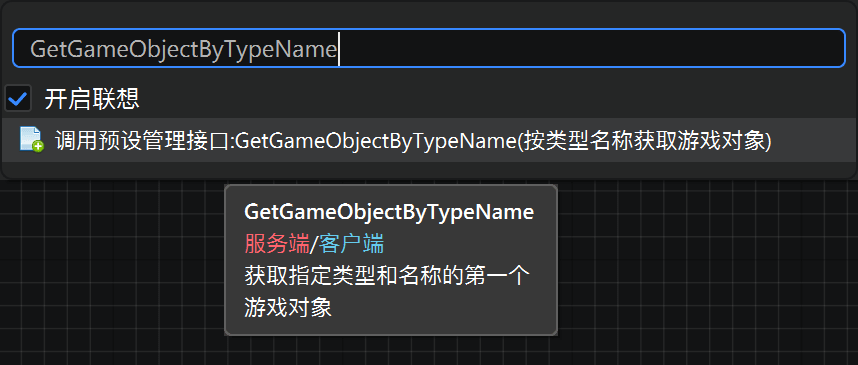 GetGameObjectByTypeName
开启联想
调用预设管理接口:GetGameObjectByTypeName(按类型名称获取游戏对象)
GetGameObjectByTypeName
服务端/客户端
获取指定类型和名称的第一个
游戏对象